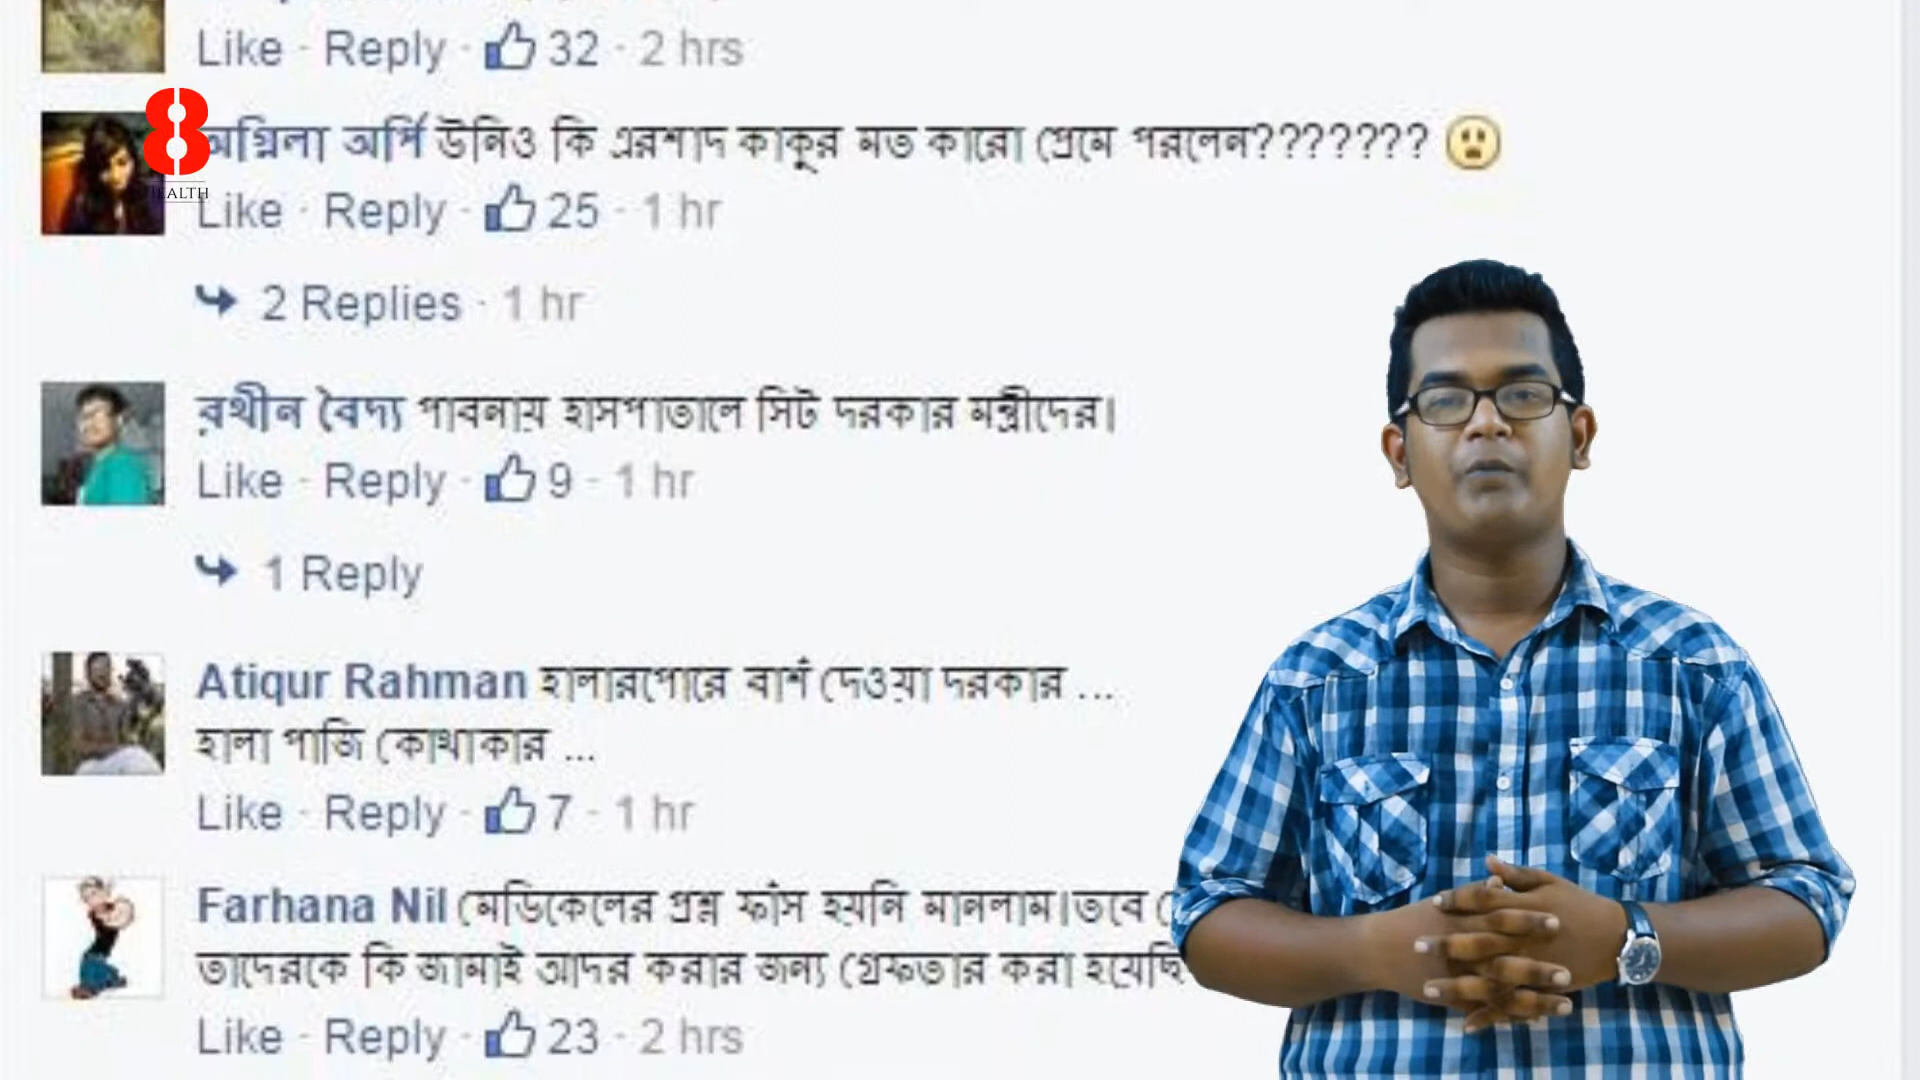 Like · Reply · 32 · 2 hrs
8
HEALTH
অগ্নিলা অর্পি উনিও কি এরশাদ কাকুর মত কারো প্রেমে পরলেন???????
Like · Reply · 25 · 1 hr
2 Replies · 1 hr
রথীন বৈদ্য পাবনায় হাসপাতালে সিট দরকার মন্ত্রীদের।
Like · Reply · 9 · 1 hr
1 Reply
Atiqur Rahman হালারপোরে বাশঁ দেওয়া দরকার ...
হালা পাজি কোথাকার ...
Like · Reply · 7 · 1 hr
Farhana Nil মেডিকেলের প্রশ্ন ফাঁস হয়নি মানলাম।তবে
তাদেরকে কি জামাই আদর করার জন্য গ্রেফতার করা হয়েছি
Like · Reply · 23 · 2 hrs